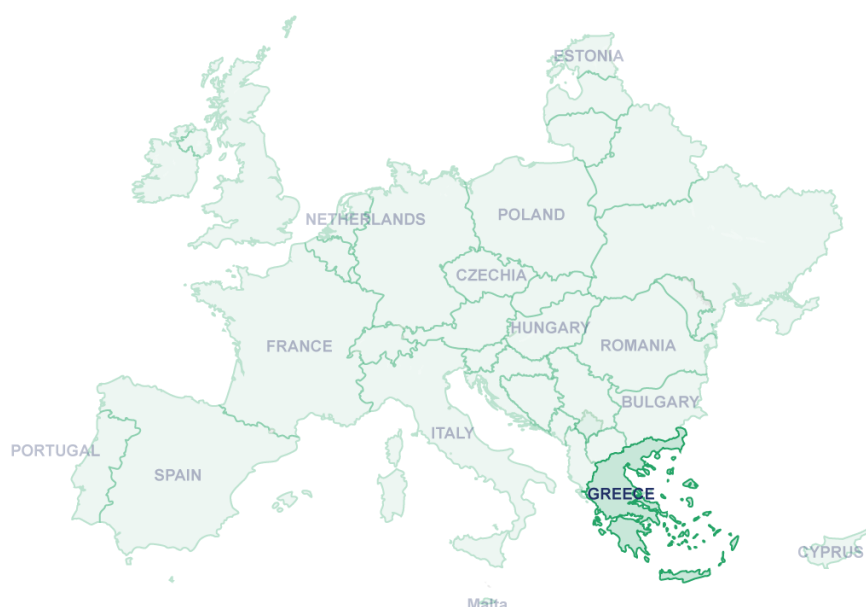 ESTONIA
NETHERLANDS
POLAND
CZECHIA
HUNGARY
FRANCE
ROMANIA
BULGARY
ITALY
PORTUGAL
SPAIN
GREECE
CYPRUS
Malta